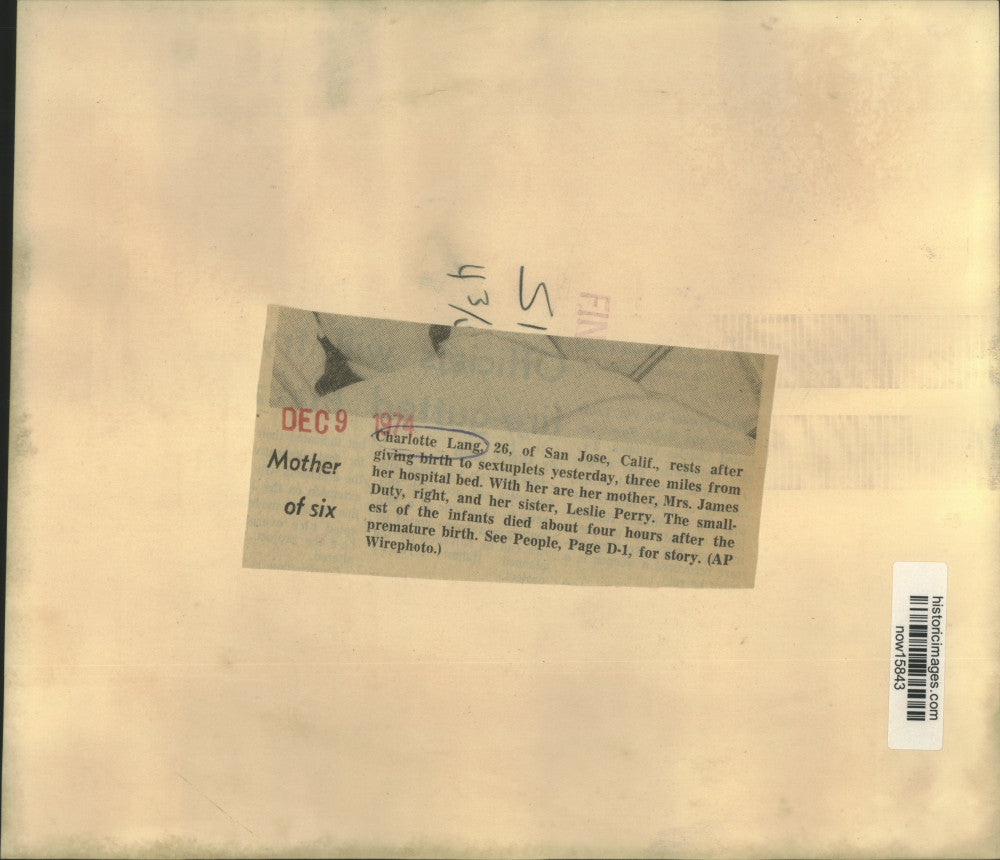 43/
FIN
DEC 9 1974
Mother
of six
Charlotte Lang, 26, of San Jose, Calif., rests after
giving birth to sextuplets yesterday, three miles from
her hospital bed. With her are her mother, Mrs. James
Duty, right, and her sister, Leslie Perry. The small-
est of the infants died about four hours after the
premature birth. See People, Page D-1, for story. (AP
Wirephoto.)
historicimages.com
now15843